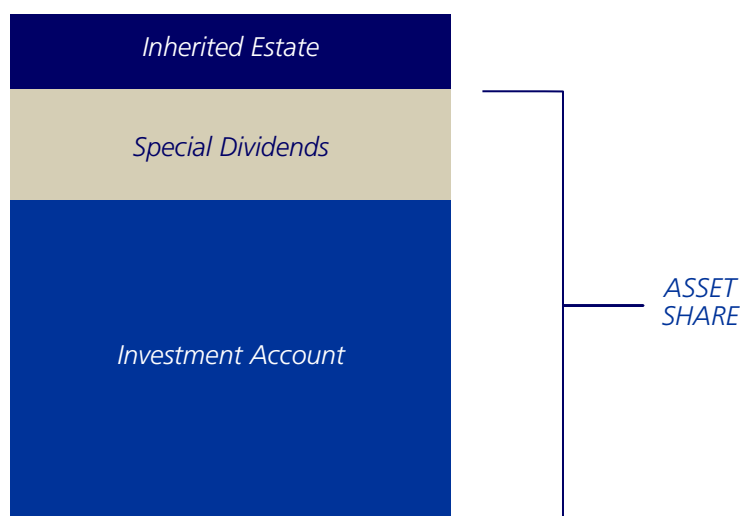 Inherited Estate
Special Dividends
Investment Account
ASSET
SHARE